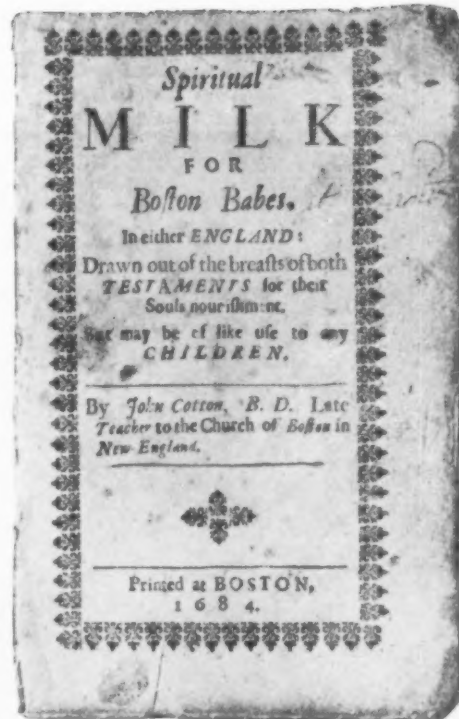 Spiritual
MILK
FOR
Boſton Babes.
In either ENGLAND:
Drawn out of the breaſts of both
TESTAMENTS for their
Souls nouriſhment.
But may be of like uſe to any
CHILDREN.
By John Cotton, B. D. Late
Teacher to the Church of Boſton in
New England.
Printed at BOSTON,
1684.